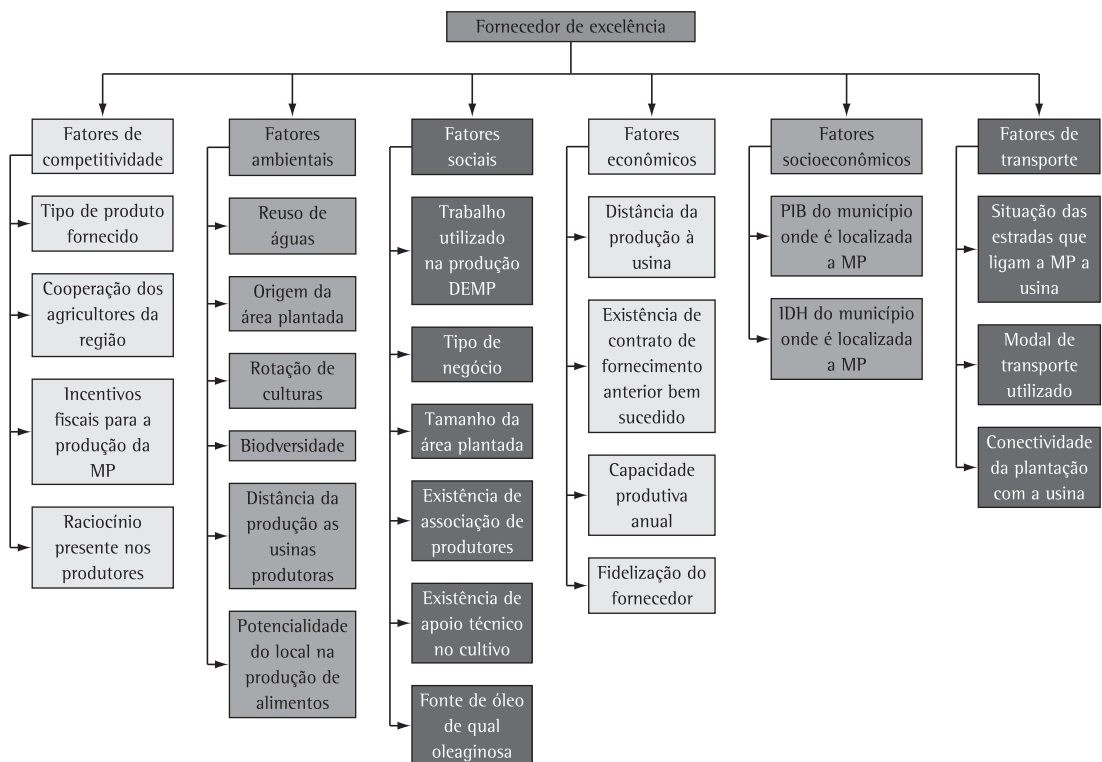 Fornecedor de excelência
Fatores de
competitividade
Tipo de produto
fornecido
Cooperação dos
agricultores da
região
Incentivos
fiscais para a
produção da
MP
Raciocínio
presente nos
produtores
Fatores
ambientais
Reuso de
águas
Origem da
área plantada
Rotação de
culturas
Biodversidade
Distância da
produção as
usinas
produtoras
Potencialidade
do local na
produção de
alimentos
Fatores
sociais
Trabalho
utilizado
na produção
DEMP
Tipo de
negócio
Tamanho da
área plantada
Existência de
associação de
produtores
Existência de
apoio técnico
no cultivo
Fonte de óleo
de qual
oleaginosa
Fatores
econômicos
Distância da
produção à
usina
Existência de
contrato de
fornecimento
anterior bem
sucedido
Capacidade
produtiva
anual
Fidelização do
fornecedor
Fatores
socioeconômicos
PIB do município
onde é localizada
a MP
IDH do município
onde é localizada
a MP
Fatores de
transporte
Situação das
estradas que
ligam a MP a
usina
Modal de
transporte
utilizado
Conectividade
da plantação
com a usina